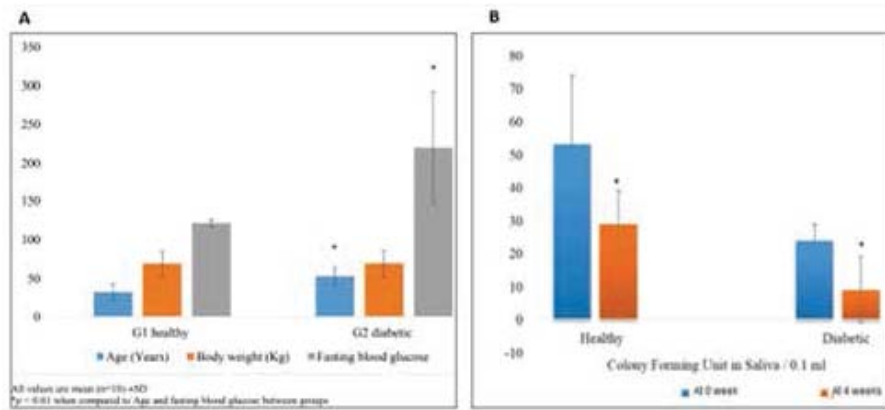 A
350
300
250
200
150
100
50
0
*
*
G1 healthy G2 diabetic
Age (Years) Body weight (Kg) Fasting blood glucose
All values are mean (n=10) +SD
*p < 0.01 when compared to Age and fasting blood glucose between groups
B
80
70
60
50
40
30
20
10
0
-10
*
*
Healthy Diabetic
Colony Forming Unit in Saliva / 0.1 ml
At 0 week At 4 weeks